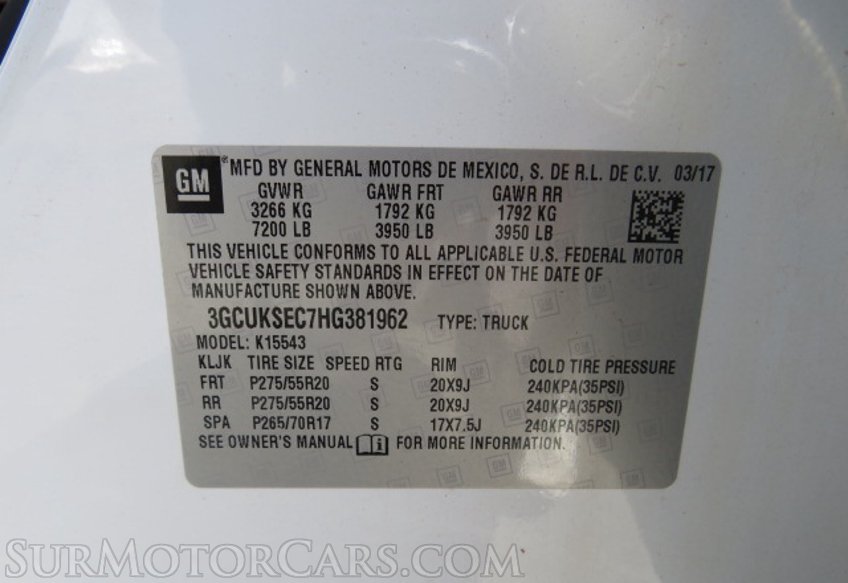 GM® MFD BY GENERAL MOTORS DE MEXICO, S. DE R.L. DE C.V. 03/17
GVWR GAWR FRT GAWR RR
3266 KG 1792 KG 1792 KG
7200 LB 3950 LB 3950 LB
THIS VEHICLE CONFORMS TO ALL APPLICABLE U.S. FEDERAL MOTOR
VEHICLE SAFETY STANDARDS IN EFFECT ON THE DATE OF
MANUFACTURE SHOWN ABOVE.
3GCUKSEC7HG381962 TYPE: TRUCK
MODEL: K15543
KLJK TIRE SIZE SPEED RTG RIM COLD TIRE PRESSURE
FRT P275/55R20 S 20X9J 240KPA(35PSI)
RR P275/55R20 S 20X9J 240KPA(35PSI)
SPA P265/70R17 S 17X7.5J 240KPA(35PSI)
SEE OWNER'S MANUAL FOR MORE INFORMATION.
SURMOTORCARS.COM